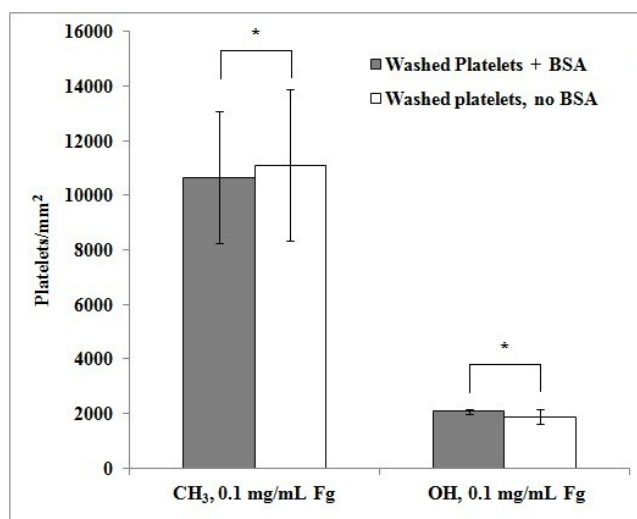 16000
14000
12000
10000
8000
6000
4000
2000
0
Platelets/mm²
*
*
Washed Platelets + BSA
Washed platelets, no BSA
CH₃, 0.1 mg/mL Fg
OH, 0.1 mg/mL Fg